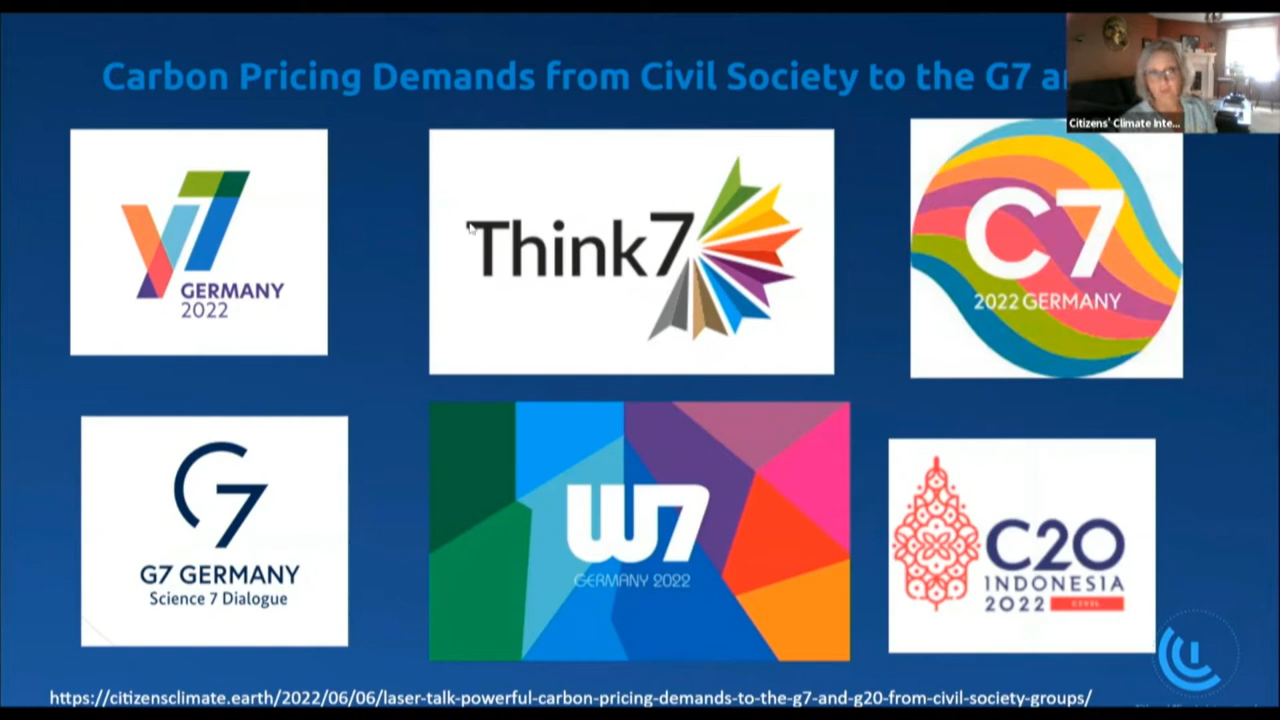 Carbon Pricing Demands from Civil Society to the G7
Citizens' Climate Inte...
Y7
GERMANY
2022
Think7
C7
2022 GERMANY
G7
G7 GERMANY
Science 7 Dialogue
W7
GERMANY 2022
C20
INDONESIA
2022
https://citizensclimate.earth/2022/06/06/laser-talk-powerful-carbon-pricing-demands-to-the-g7-and-g20-from-civil-society-groups/